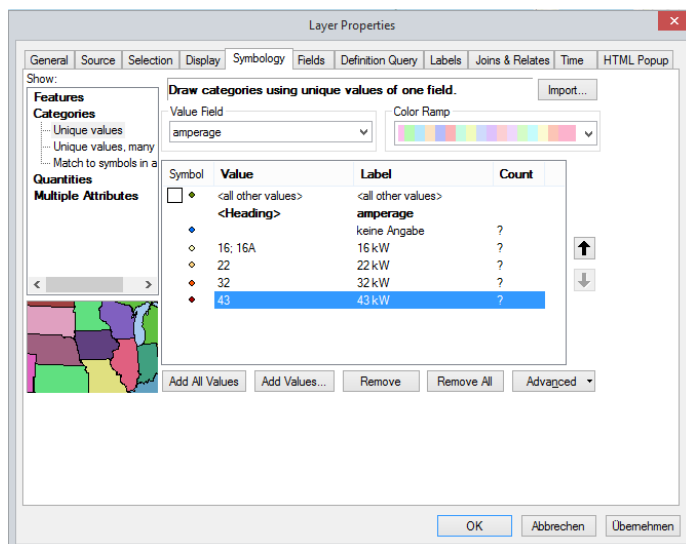 Layer Properties
General Source Selection Display Symbology Fields Definition Query Labels Joins & Relates Time HTML Popup
Show:
Features
Categories
Unique values
Unique values, many
Match to symbols in a
Quantities
Multiple Attributes
Draw categories using unique values of one field.
Import...
Value Field
amperage
Color Ramp
Symbol Value Label Count
<all other values> <all other values>
<Heading> amperage
keine Angabe ?
16; 16A 16 kW ?
22 22 kW ?
32 32 kW ?
43 43 kW ?
Add All Values Add Values... Remove Remove All Advanced
OK Abbrechen Übernehmen